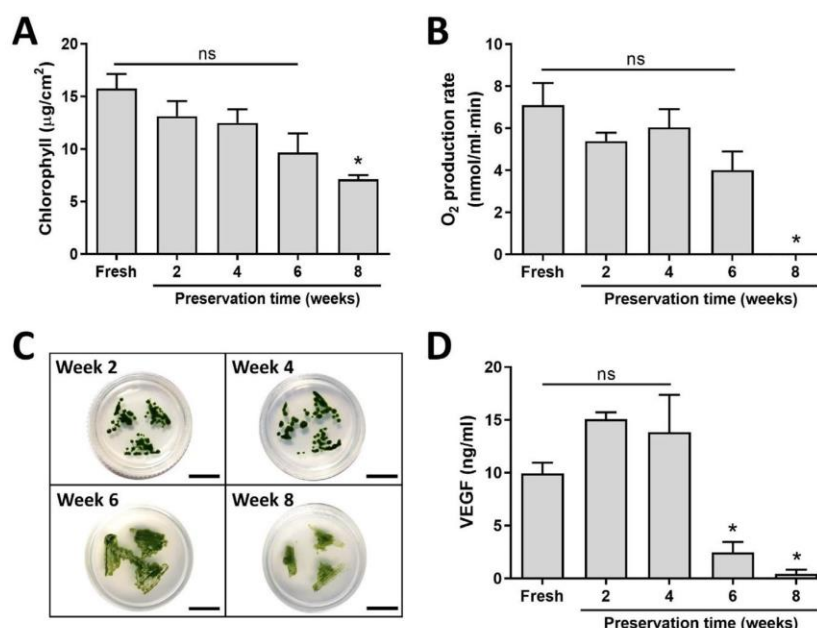 A
Chlorophyll (µg/cm²)
20
15
10
5
0
ns
*
Fresh 2 4 6 8
Preservation time (weeks)
B
O₂ production rate
(nmol/ml·min)
10
8
6
4
2
0
ns
*
Fresh 2 4 6 8
Preservation time (weeks)
C
Week 2 Week 4
Week 6 Week 8
D
VEGF (ng/ml)
20
15
10
5
0
ns
* *
Fresh 2 4 6 8
Preservation time (weeks)